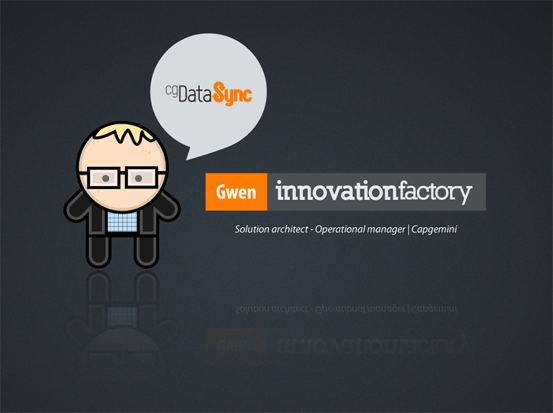 cgDataSync
Gwen innovationfactory
Solution architect - Operational manager | Capgemini